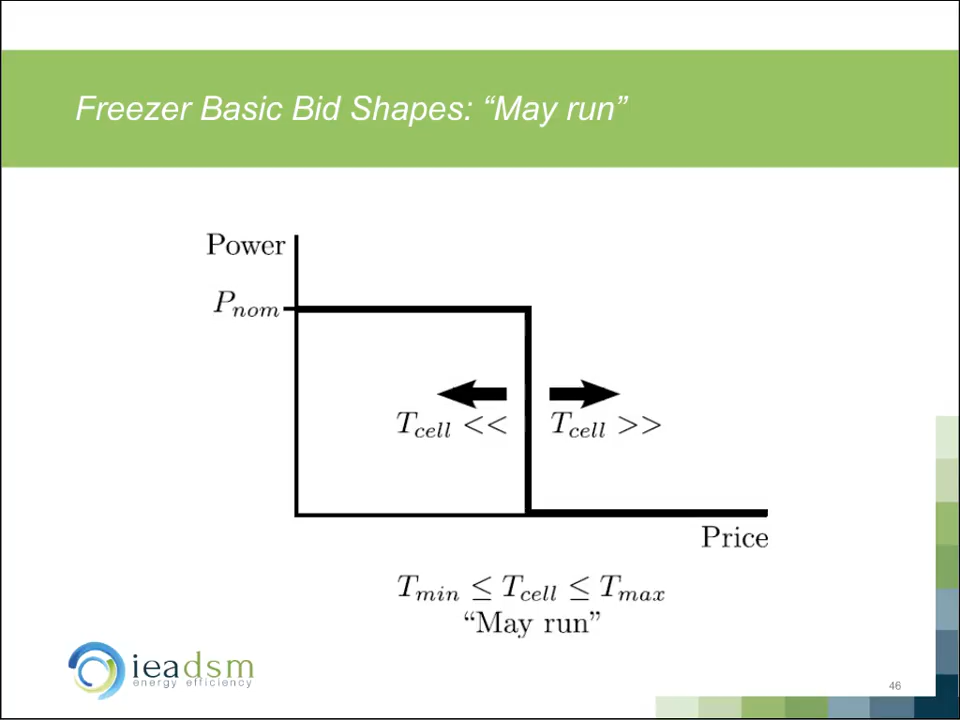 Freezer Basic Bid Shapes: “May run”
Power
P_nom
T_cell << T_cell >>
Price
T_min ≤ T_cell ≤ T_max
“May run”
ieadsm
energy efficiency
46